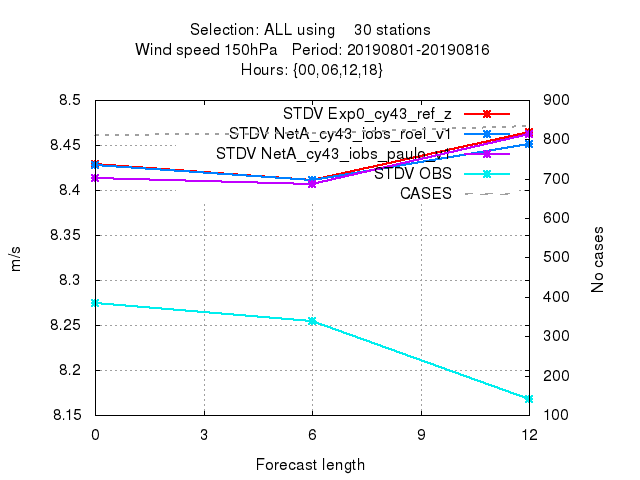 Selection: ALL using 30 stations
Wind speed 150hPa Period: 20190801-20190816
Hours: {00,06,12,18}
8.5
8.45
8.4
8.35
8.3
8.25
8.2
8.15
900
800
700
600
500
400
300
200
100
STDV Exp0_cy43_ref_z
STDV NetA_cy43_iobs_roel_v1
STDV NetA_cy43_iobs_paulo_v1
STDV OBS
CASES
m/s
No cases
0 3 6 9 12
Forecast length